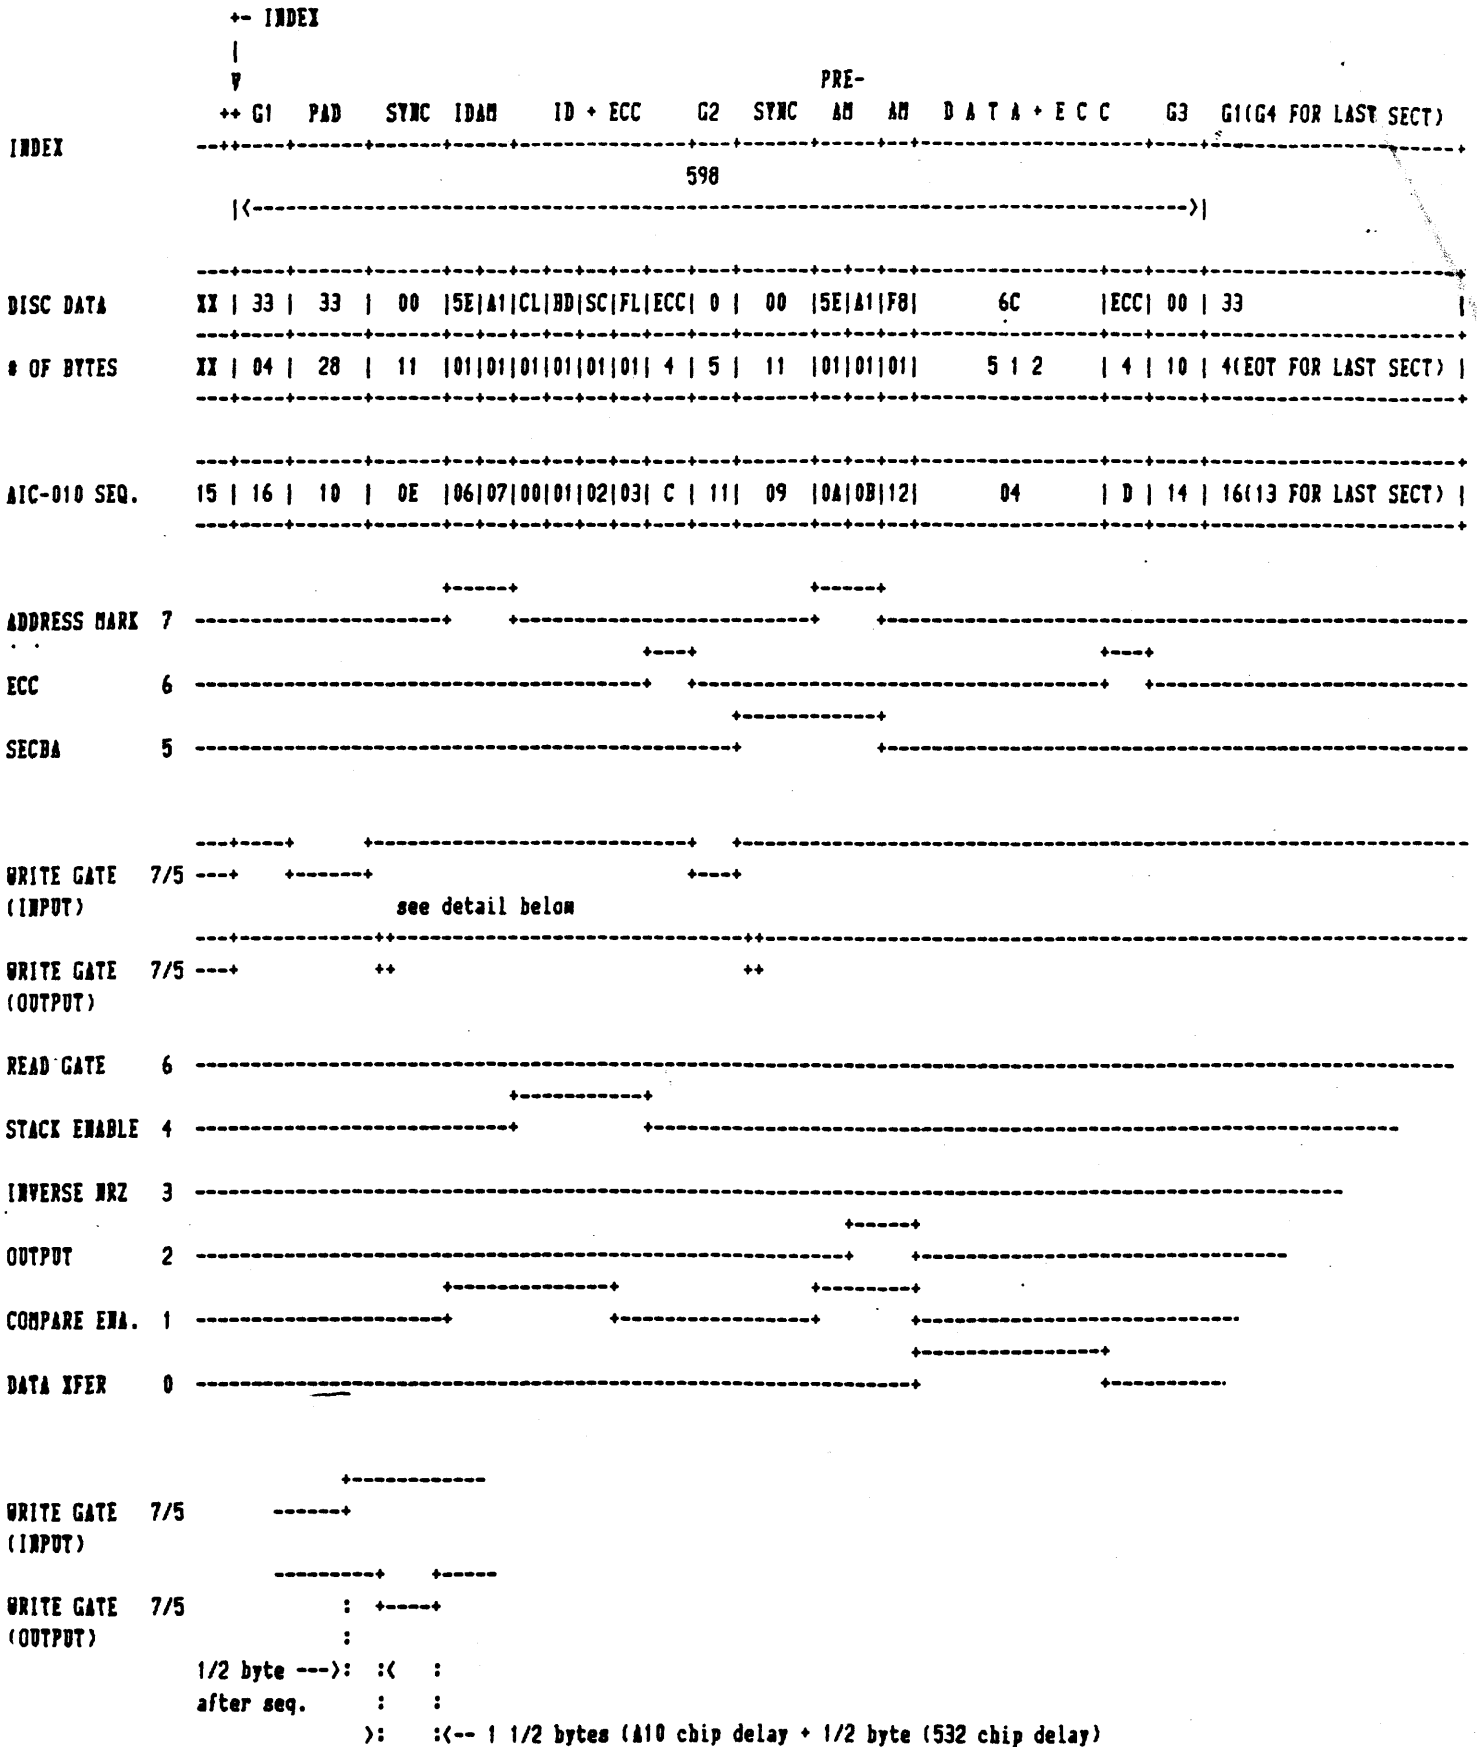 +- INDEX
|
V
PRE-
++ G1 PAD SYNC IDAM ID + ECC G2 SYNC AM AM D A T A + E C C G3 G1(G4 FOR LAST SECT)
INDEX --++----+------+------+-----+---------------+---+------+-----+--+------------------+----+----------------------+
598
|<------------------------------------------------------------------------------------>|
DISC DATA XX | 33 | 33 | 00 |5E|A1|CL|BD|SC|FL|ECC| 0 | 00 |5E|A1|F8| 6C |ECC| 00 | 33 |
# OF BYTES XX | 04 | 28 | 11 |01|01|01|01|01|01| 4 | 5 | 11 |01|01|01| 5 1 2 | 4 | 10 | 4(EOT FOR LAST SECT) |
AIC-010 SEQ. 15 | 16 | 10 | 0E |06|07|00|01|02|03| C | 11| 09 |0A|0B|12| 04 | D | 14 | 16(13 FOR LAST SECT) |
ADDRESS MARK 7
ECC 6
SECBA 5
WRITE GATE 7/5
(INPUT) see detail below
WRITE GATE 7/5
(OUTPUT)
READ GATE 6
STACK ENABLE 4
INVERSE NRZ 3
OUTPUT 2
COMPARE ENA. 1
DATA XFER 0
WRITE GATE 7/5
(INPUT)
WRITE GATE 7/5
(OUTPUT)
1/2 byte --->: :< :
after seq. : :
>: :<-- 1 1/2 bytes (A10 chip delay + 1/2 byte (532 chip delay)